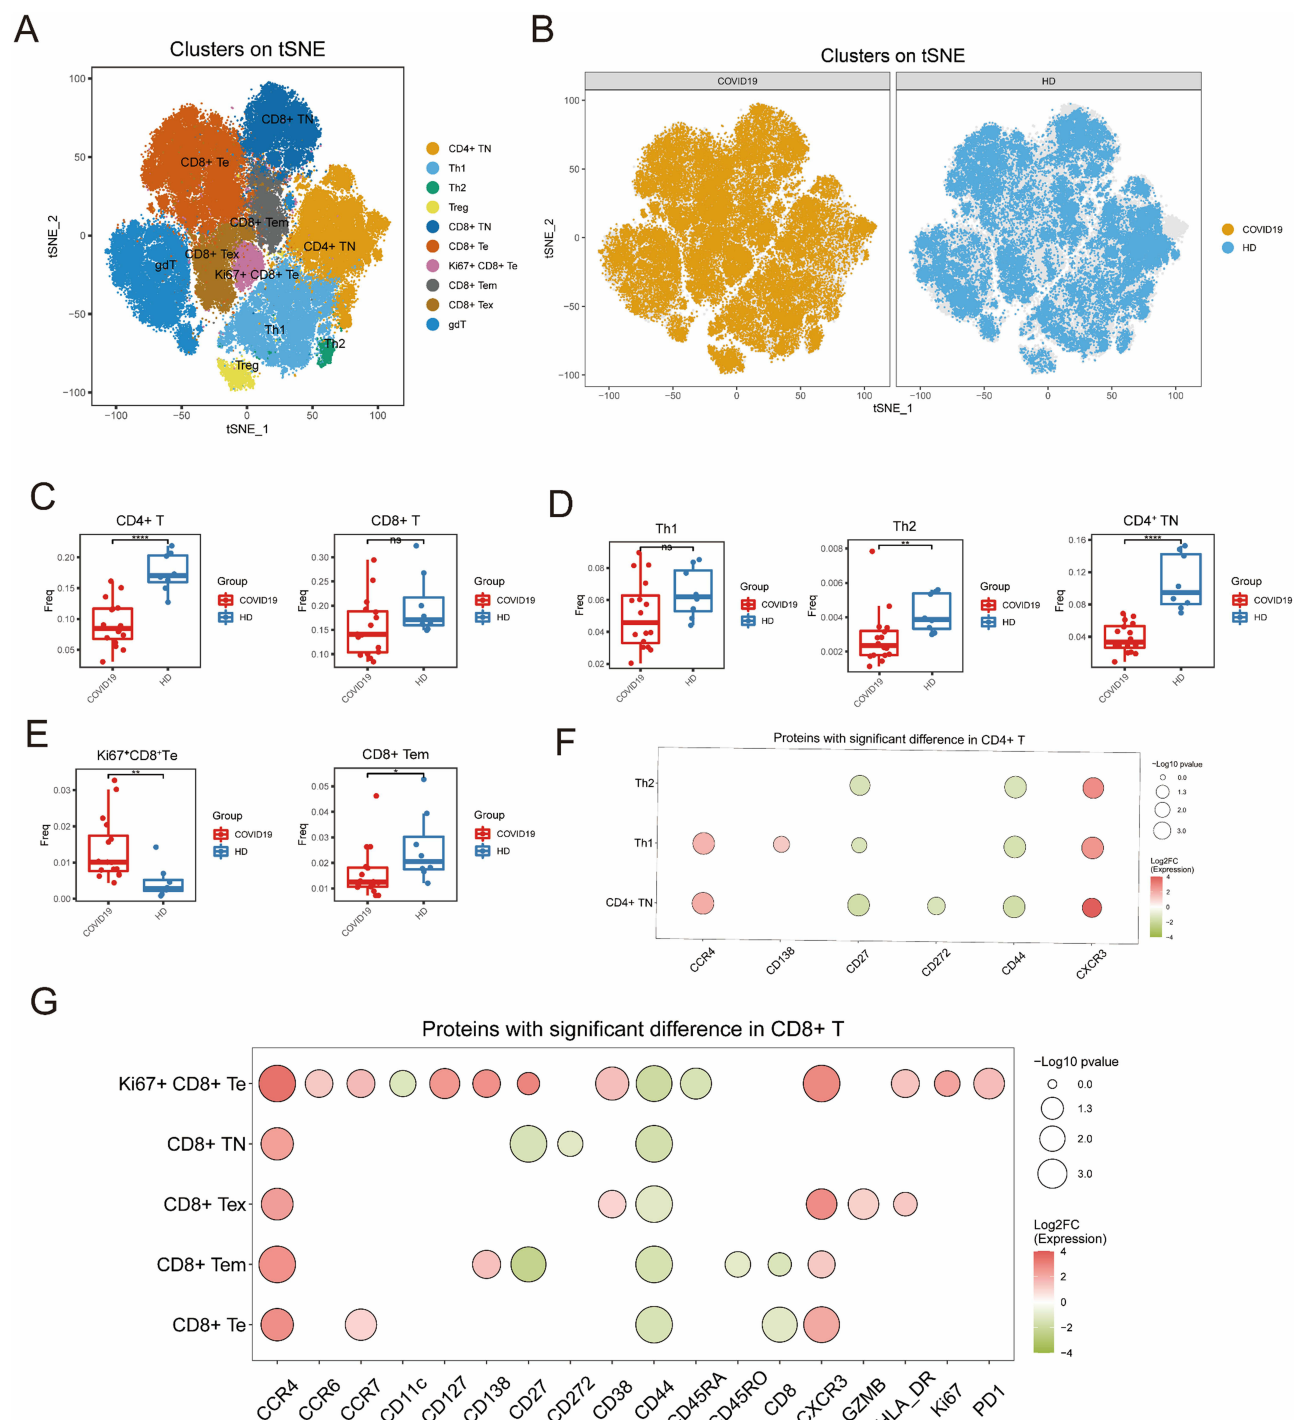 A
Clusters on tSNE
100
50
0
−50
−100
tSNE_2
−100
−50
0
50
100
tSNE_1
CD8+ TN
CD8+ Te
CD8+ Tem
CD4+ TN
CD8+ Tex
gdT
Ki67+ CD8+ Te
Th1
Th2
Treg
CD4+ TN
Th1
Th2
Treg
CD8+ TN
CD8+ Te
Ki67+ CD8+ Te
CD8+ Tem
CD8+ Tex
gdT
B
Clusters on tSNE
COVID19
HD
100
50
0
−50
−100
tSNE_2
−100
−50
0
50
100
−100
−50
0
50
100
tSNE_1
COVID19
HD
C
CD4+ T
****
0.20
0.15
0.10
0.05
Freq
COVID19
HD
Group
COVID19
HD
CD8+ T
ns
0.30
0.25
0.20
0.15
0.10
Freq
COVID19
HD
Group
COVID19
HD
D
Th1
ns
0.08
0.06
0.04
0.02
Freq
COVID19
HD
Group
COVID19
HD
Th2
**
0.008
0.006
0.004
0.002
Freq
COVID19
HD
Group
COVID19
HD
CD4⁺ TN
****
0.16
0.12
0.08
0.04
Freq
COVID19
HD
Group
COVID19
HD
E
Ki67⁺CD8⁺Te
**
0.03
0.02
0.01
0.00
Freq
COVID19
HD
Group
COVID19
HD
CD8+ Tem
*
0.05
0.04
0.03
0.02
0.01
Freq
COVID19
HD
Group
COVID19
HD
F
Proteins with significant difference in CD4+ T
Th2
Th1
CD4+ TN
CCR4
CD138
CD27
CD272
CD44
CXCR3
−Log10 pvalue
0.0
1.3
2.0
3.0
Log2FC
(Expression)
4
2
0
−2
−4
G
Proteins with significant difference in CD8+ T
Ki67+ CD8+ Te
CD8+ TN
CD8+ Tex
CD8+ Tem
CD8+ Te
CCR4
CCR6
CCR7
CD11c
CD127
CD138
CD27
CD272
CD38
CD44
CD45RA
CD45RO
CD8
CXCR3
GZMB
HLA_DR
Ki67
PD1
−Log10 pvalue
0.0
1.3
2.0
3.0
Log2FC
(Expression)
4
2
0
−2
−4